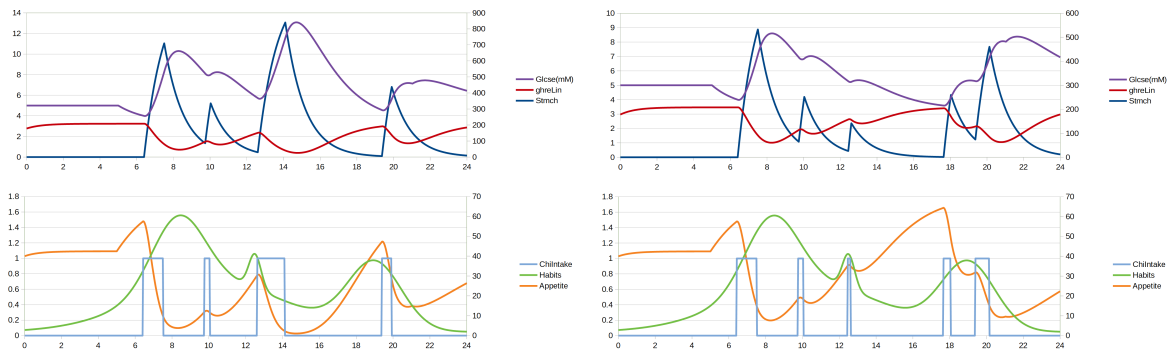 14 900
12 800
10 700
8 600
6 500
4 400
2 300
0 200
100
0
0 2 4 6 8 10 12 14 16 18 20 22 24
Glcse(mM)
ghreLin
Stmch
10 600
9 500
8 400
7 300
6 200
5 100
4 0
3
2
1
0
0 2 4 6 8 10 12 14 16 18 20 22 24
Glcse(mM)
ghreLin
Stmch
1.8 70
1.6 60
1.4 50
1.2 40
1 30
0.8 20
0.6 10
0.4 0
0.2
0
0 2 4 6 8 10 12 14 16 18 20 22 24
ChiIntake
Habits
Appetite
1.8 70
1.6 60
1.4 50
1.2 40
1 30
0.8 20
0.6 10
0.4 0
0.2
0
0 2 4 6 8 10 12 14 16 18 20 22 24
ChiIntake
Habits
Appetite